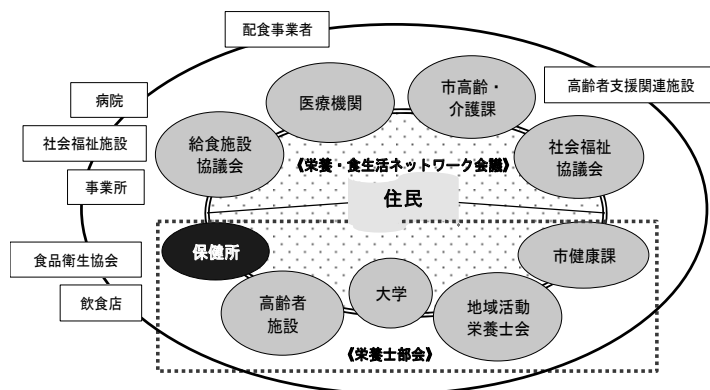 配食事業者
高齢者支援関連施設
病院
社会福祉施設
事業所
食品衛生協会
飲食店
医療機関
市高齢・
介護課
給食施設
協議会
社会福祉
協議会
《栄養・食生活ネットワーク会議》
住民
保健所
市健康課
高齢者
施設
大学
地域活動
栄養士会
《栄養士部会》